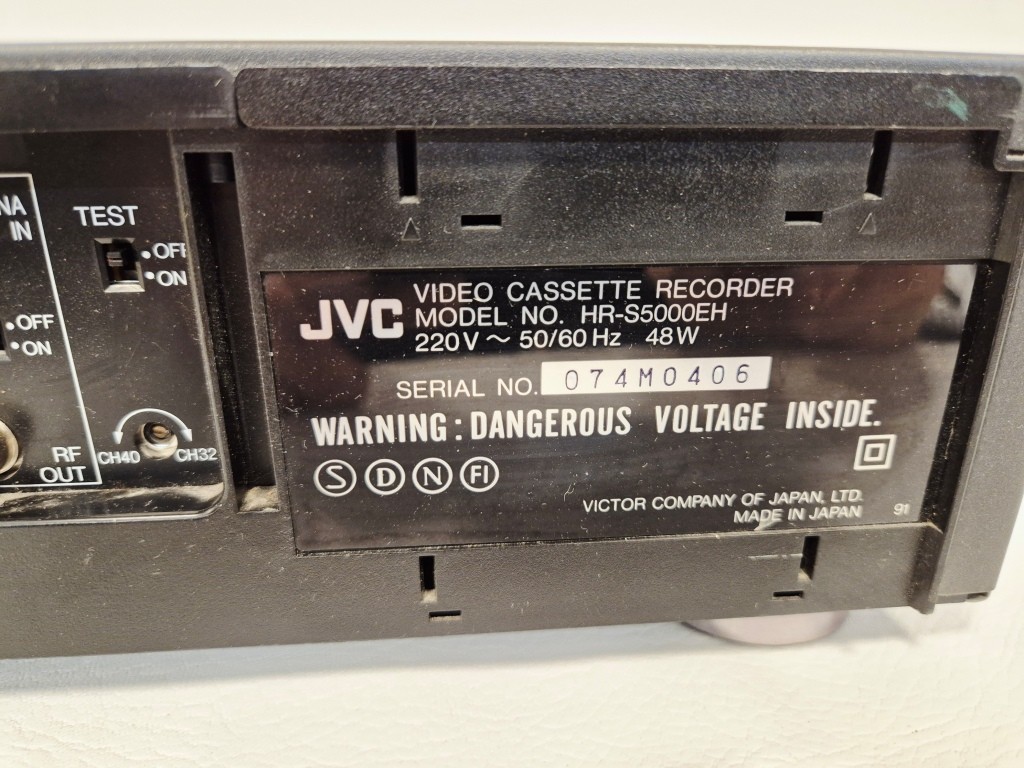 NA
IN
TEST
OFF
ON
OFF
ON
CH40
CH32
RF
OUT
JVC
VIDEO CASSETTE RECORDER
MODEL NO. HR-S5000EH
220V ~ 50/60Hz 48W
SERIAL NO. 074M0406
WARNING: DANGEROUS VOLTAGE INSIDE.
S D N FI
VICTOR COMPANY OF JAPAN, LTD.
MADE IN JAPAN 91